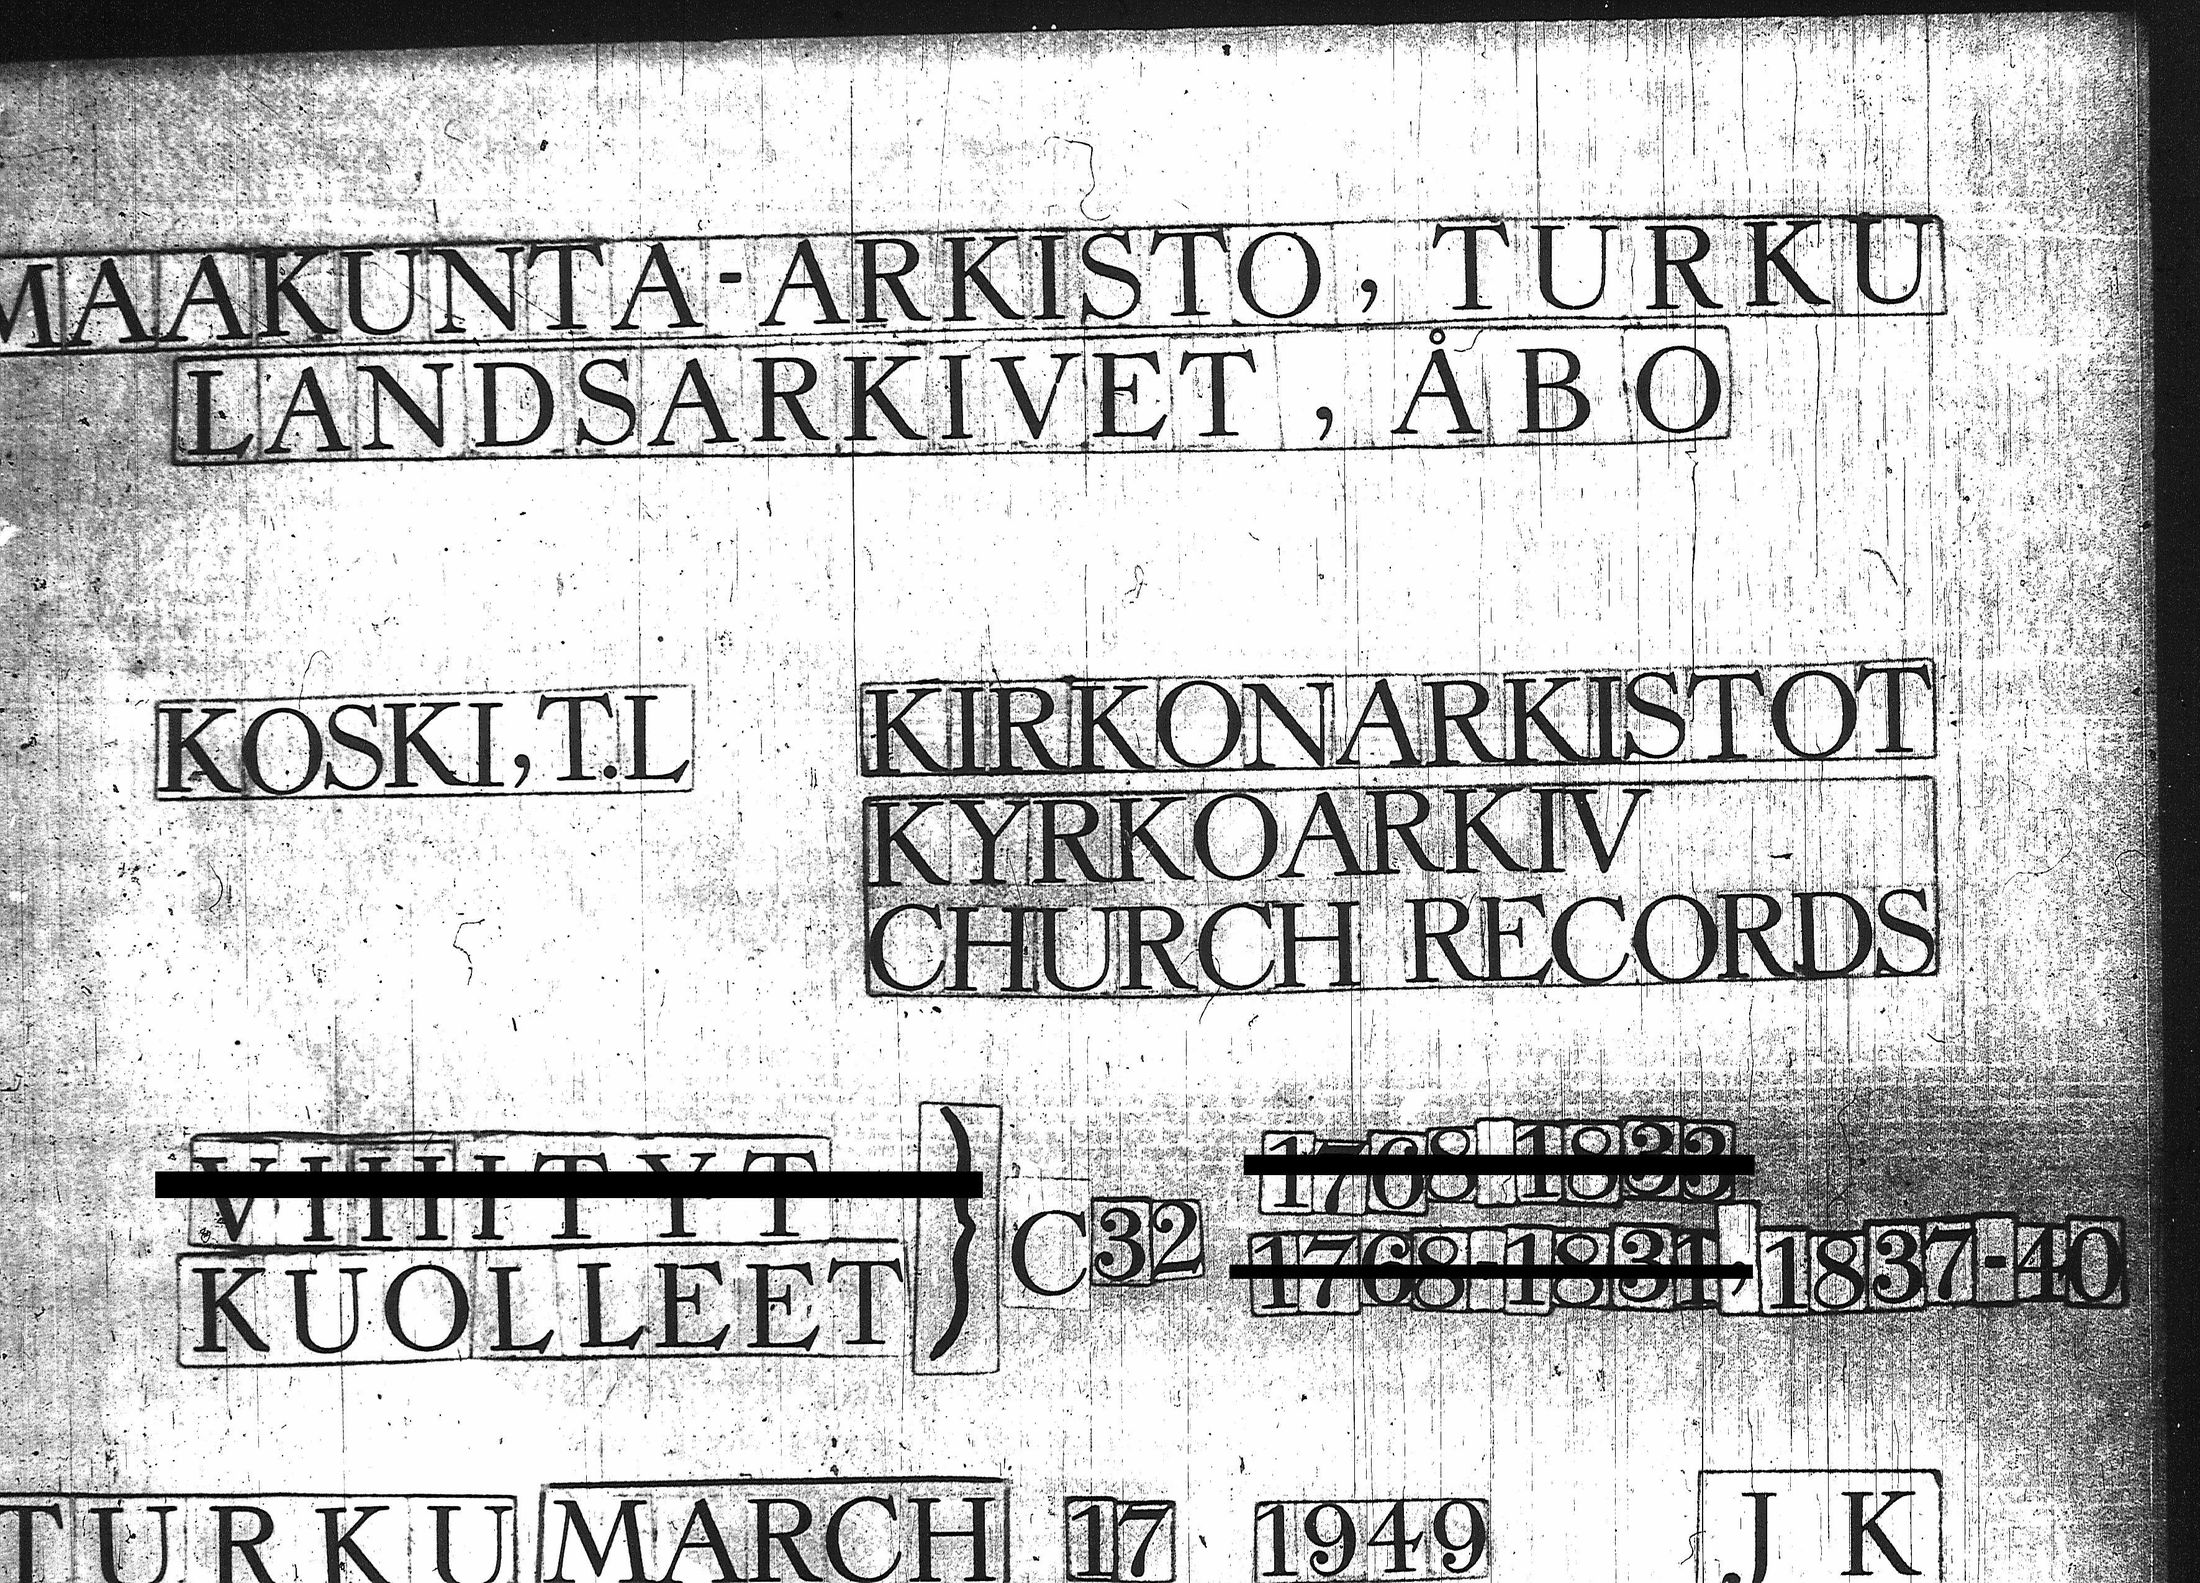 MAAKUNTA-ARKISTO, TURKU
LANDSARKIVET, ÅBO
KOSKI, T.L KIRKONARKISTOT
KYRKOARKIV
CHURCH RECORDS
VIHITYT 1768-1833
KUOLLEET } C32 1768-1831, 1837-40
TURKU MARCH 17 1949 J K